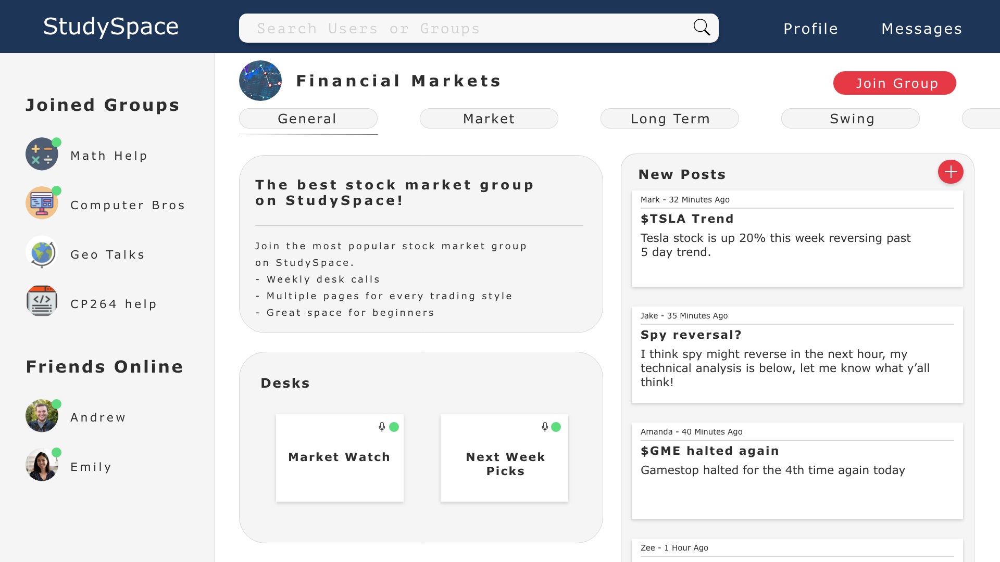 StudySpace
Search Users or Groups
Profile
Messages
Joined Groups
Math Help
Computer Bros
Geo Talks
CP264 help
Friends Online
Andrew
Emily
Financial Markets
Join Group
General
Market
Long Term
Swing
The best stock market group
on StudySpace!
Join the most popular stock market group
on StudySpace.
- Weekly desk calls
- Multiple pages for every trading style
- Great space for beginners
Desks
Market Watch
Next Week
Picks
New Posts
Mark - 32 Minutes Ago
$TSLA Trend
Tesla stock is up 20% this week reversing past
5 day trend.
Jake - 35 Minutes Ago
Spy reversal?
I think spy might reverse in the next hour, my
technical analysis is below, let me know what y’all
think!
Amanda - 40 Minutes Ago
$GME halted again
Gamestop halted for the 4th time again today
Zee - 1 Hour Ago